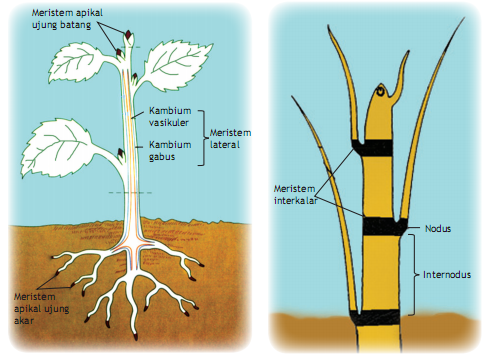 Meristem apikal
ujung batang
Kambium
vasikuler
Kambium
gabus
Meristem
lateral
Meristem
apikal ujung
akar
Meristem
interkalar
Nodus
Internodus